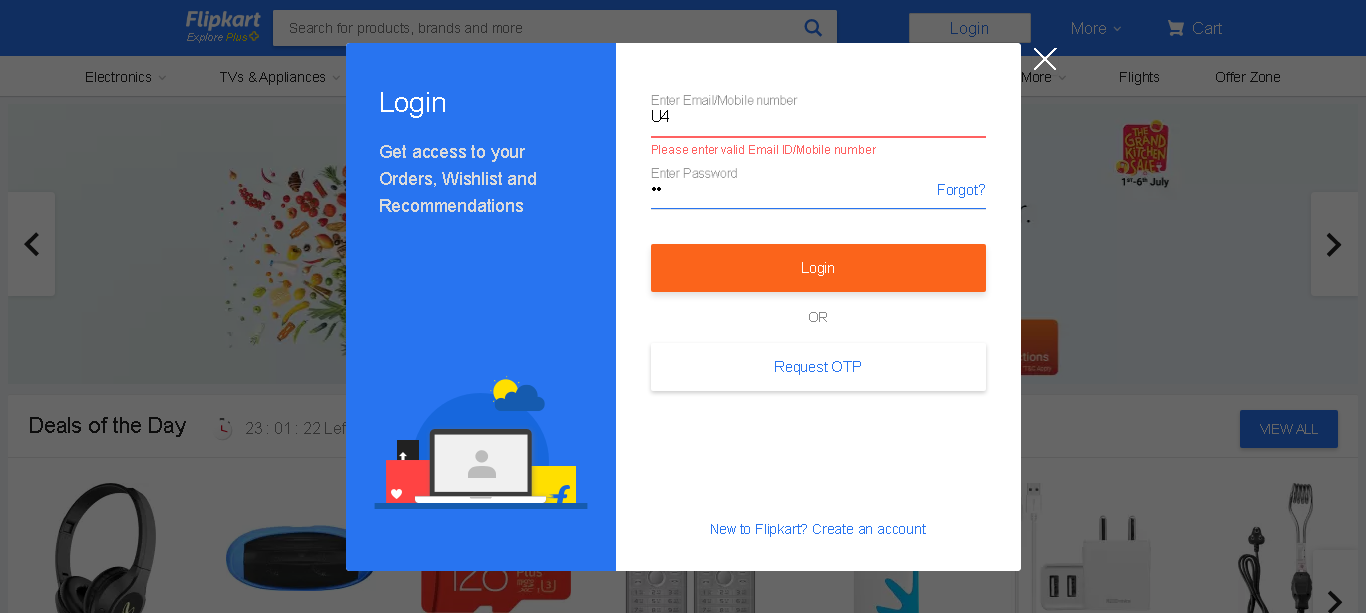 Flipkart
Explore Plus
Search for products, brands and more
Login
More
Cart
Electronics
TVs & Appliances
More
Flights
Offer Zone
Login
Get access to your
Orders, Wishlist and
Recommendations
Enter Email/Mobile number
U4
Please enter valid Email ID/Mobile number
Enter Password
••
Forgot?
Login
OR
Request OTP
New to Flipkart? Create an account
THE
GRAND
KITCHEN
SALE
1st-6th July
Deals of the Day
23 : 01 : 22 Lef
VIEW ALL
128
Plus